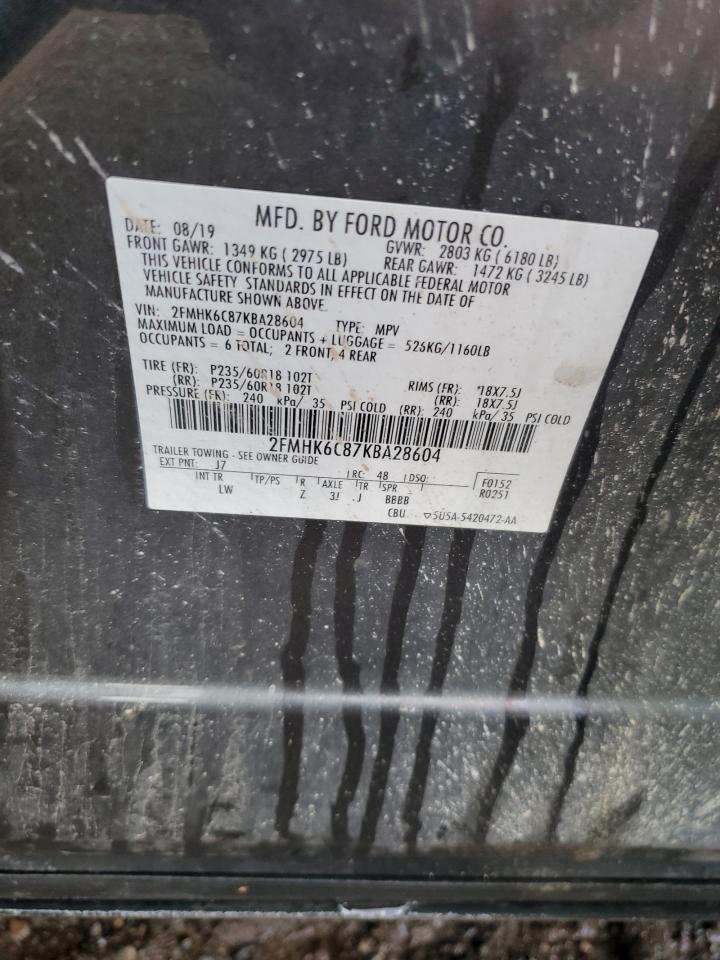 MFD. BY FORD MOTOR CO.
DATE: 08/19 GVWR: 2803 KG ( 6180 LB)
FRONT GAWR: 1349 KG ( 2975 LB) REAR GAWR: 1472 KG ( 3245 LB)
THIS VEHICLE CONFORMS TO ALL APPLICABLE FEDERAL MOTOR
VEHICLE SAFETY STANDARDS IN EFFECT ON THE DATE OF
MANUFACTURE SHOWN ABOVE.
VIN: 2FMHK6C87KBA28604 TYPE: MPV
MAXIMUM LOAD = OCCUPANTS + LUGGAGE = 526KG/1160LB
OCCUPANTS = 6 TOTAL; 2 FRONT, 4 REAR
TIRE (FR): P235/60R18 102T RIMS (FR): 18X7.5J
(RR): P235/60R18 102T (RR): 18X7.5J
PRESSURE (FR): 240 kPa/ 35 PSI COLD (RR): 240 kPa/ 35 PSI COLD
2FMHK6C87KBA28604
TRAILER TOWING - SEE OWNER GUIDE
EXT PNT: J7 RC: 48 DSO: F0152
INT TR TP/PS R AXLE TR SPR R0251
LW Z 3J J BBBB
CBU 5U5A-5420472-AA